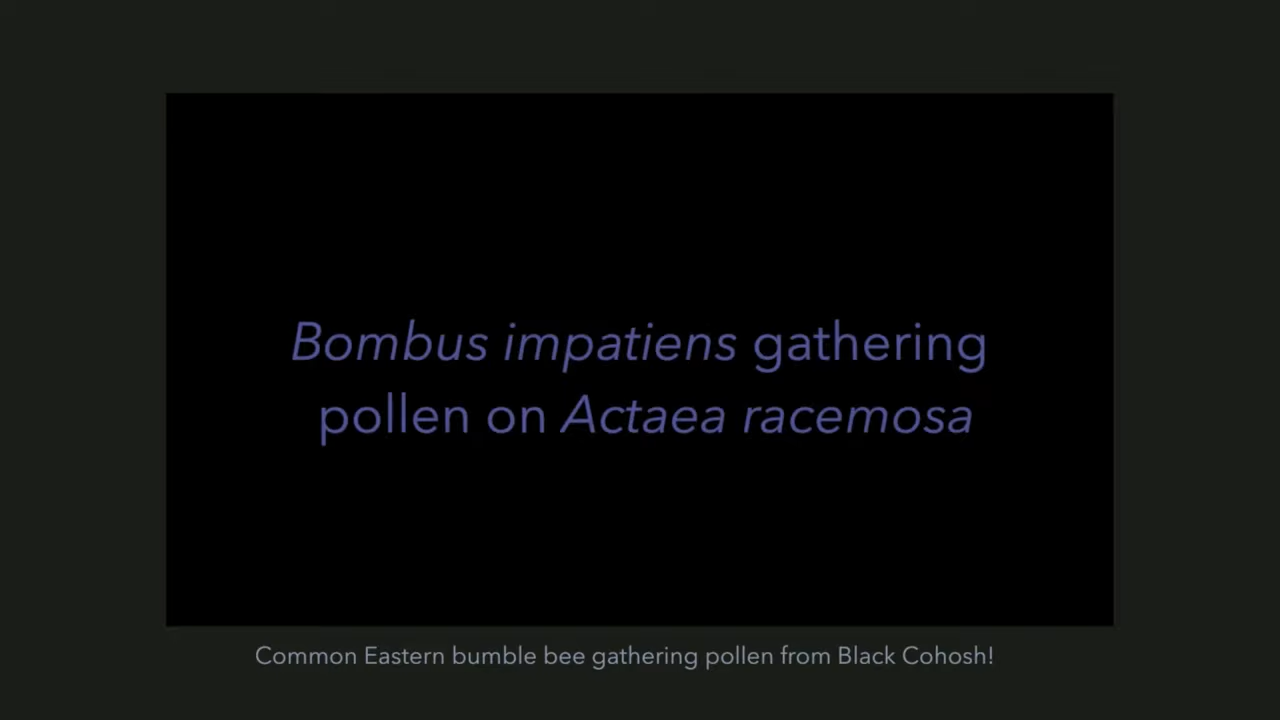 Bombus impatiens gathering
pollen on Actaea racemosa
Common Eastern bumble bee gathering pollen from Black Cohosh!